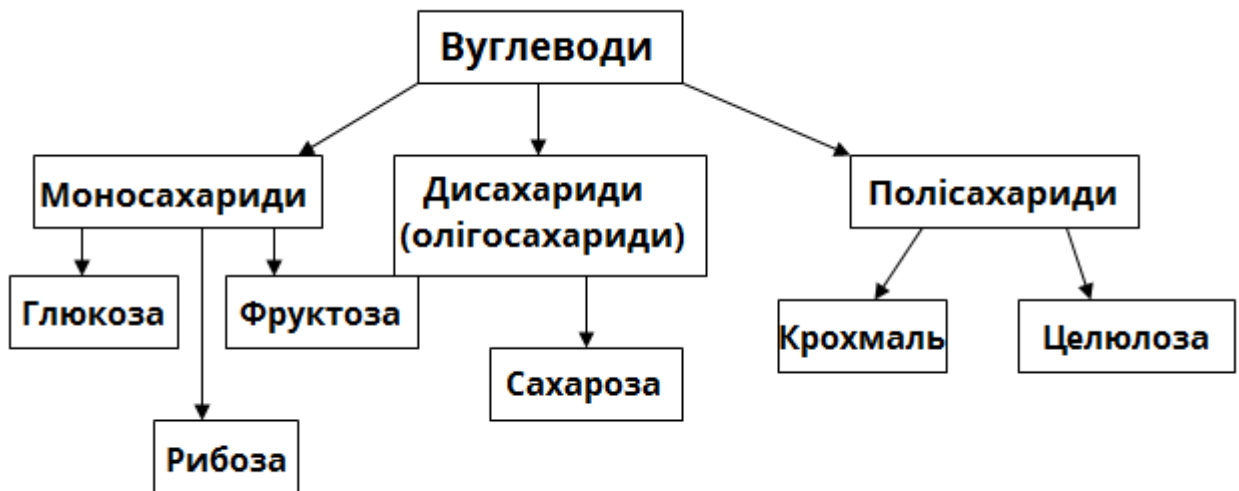 Вуглеводи
Моносахариди
Дисахариди
(олігосахариди)
Полісахариди
Глюкоза
Фруктоза
Рибоза
Сахароза
Крохмаль
Целюлоза